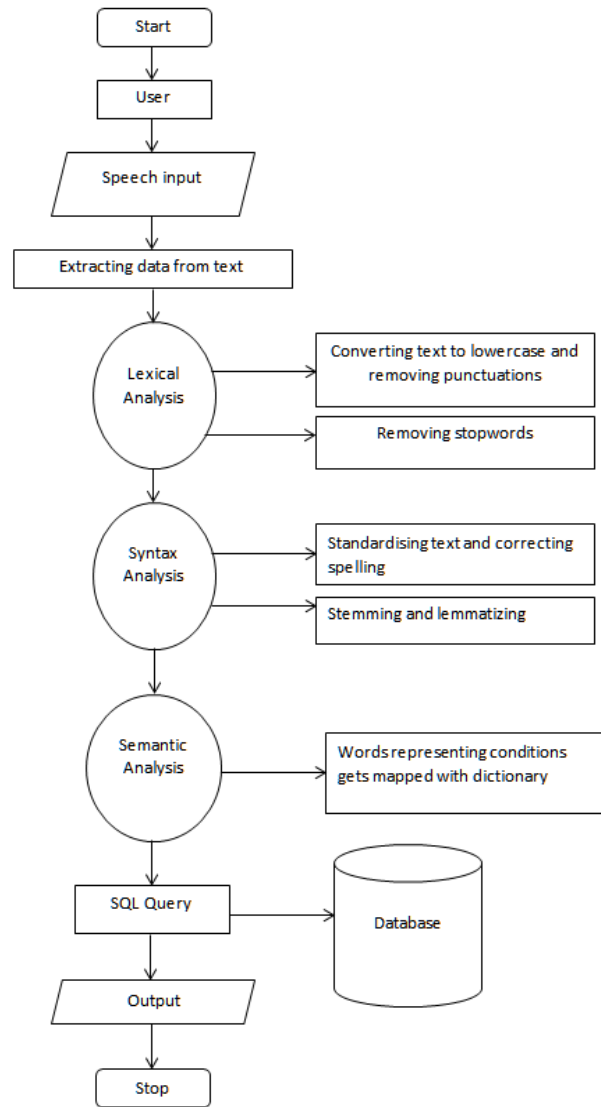 Start
User
Speech input
Extracting data from text
Lexical
Analysis
Converting text to lowercase and
removing punctuations
Removing stopwords
Syntax
Analysis
Standardising text and correcting
spelling
Stemming and lemmatizing
Semantic
Analysis
Words representing conditions
gets mapped with dictionary
SQL Query
Database
Output
Stop